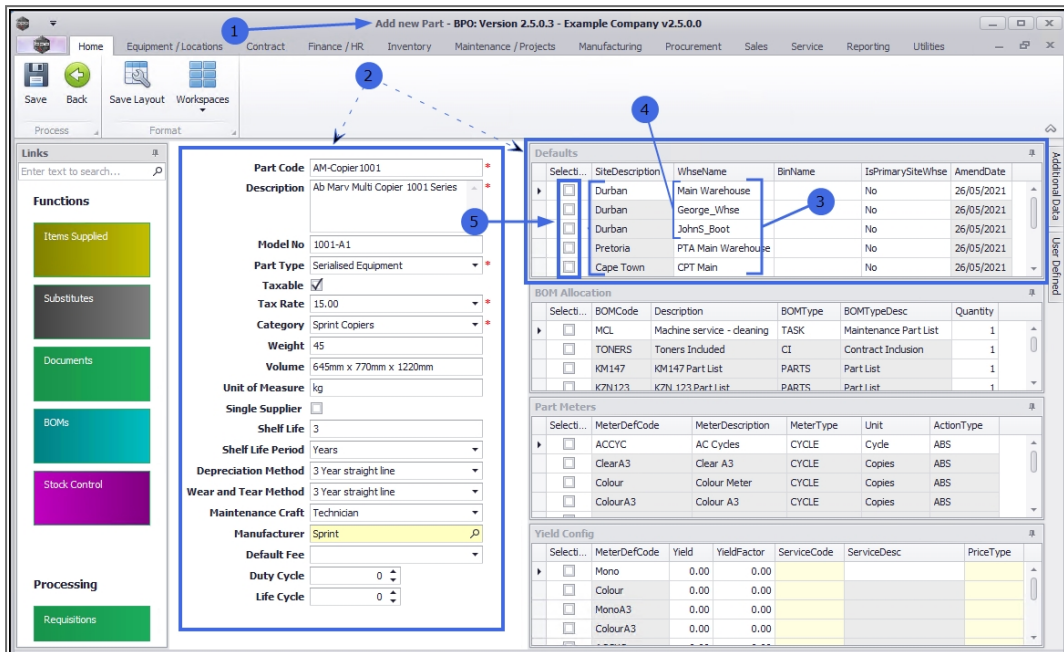 Add new Part - BPO: Version 2.5.0.3 - Example Company v2.5.0.0
1
Home Equipment / Locations Contract Finance / HR Inventory Maintenance / Projects Manufacturing Procurement Sales Service Reporting Utilities
Save Back Save Layout Workspaces
2
Process Format
4
Links
Enter text to search...
Functions
Items Supplied
Substitutes
Documents
BOMs
Stock Control
Processing
Requisitions
Part Code AM-Copier1001 *
Description Ab Marv Multi Copier 1001 Series *
5
Model No 1001-A1
Part Type Serialised Equipment *
Taxable
Tax Rate 15.00 *
Category Sprint Copiers *
Weight 45
Volume 645mm x 770mm x 1220mm
Unit of Measure kg
Single Supplier
Shelf Life 3
Shelf Life Period Years
Depreciation Method 3 Year straight line
Wear and Tear Method 3 Year straight line
Maintenance Craft Technician
Manufacturer Sprint
Default Fee
Duty Cycle 0
Life Cycle 0
Defaults
Selecti... SiteDescription WhseName BinName IsPrimarySiteWhse AmendDate
Durban Main Warehouse No 26/05/2021
3
Durban George_Whse No 26/05/2021
Durban JohnS_Boot No 26/05/2021
Pretoria PTA Main Warehouse No 26/05/2021
Cape Town CPT Main No 26/05/2021
BOM Allocation
Selecti... BOMCode Description BOMType BOMTypeDesc Quantity
MCL Machine service - cleaning TASK Maintenance Part List 1
TONERS Toners Included CI Contract Inclusion 1
KM147 KM147 Part List PARTS Part List 1
KZN123 KZN 123 Part List PARTS Part List 1
Part Meters
Selecti... MeterDefCode MeterDescription MeterType Unit ActionType
ACCYC AC Cycles CYCLE Cycle ABS
ClearA3 Clear A3 CYCLE Copies ABS
Colour Colour Meter CYCLE Copies ABS
ColourA3 Colour A3 CYCLE Copies ABS
Yield Config
Selecti... MeterDefCode Yield YieldFactor ServiceCode ServiceDesc PriceType
Mono 0.00 0.00
Colour 0.00 0.00
MonoA3 0.00 0.00
ColourA3 0.00 0.00
Additional Data
User Defined